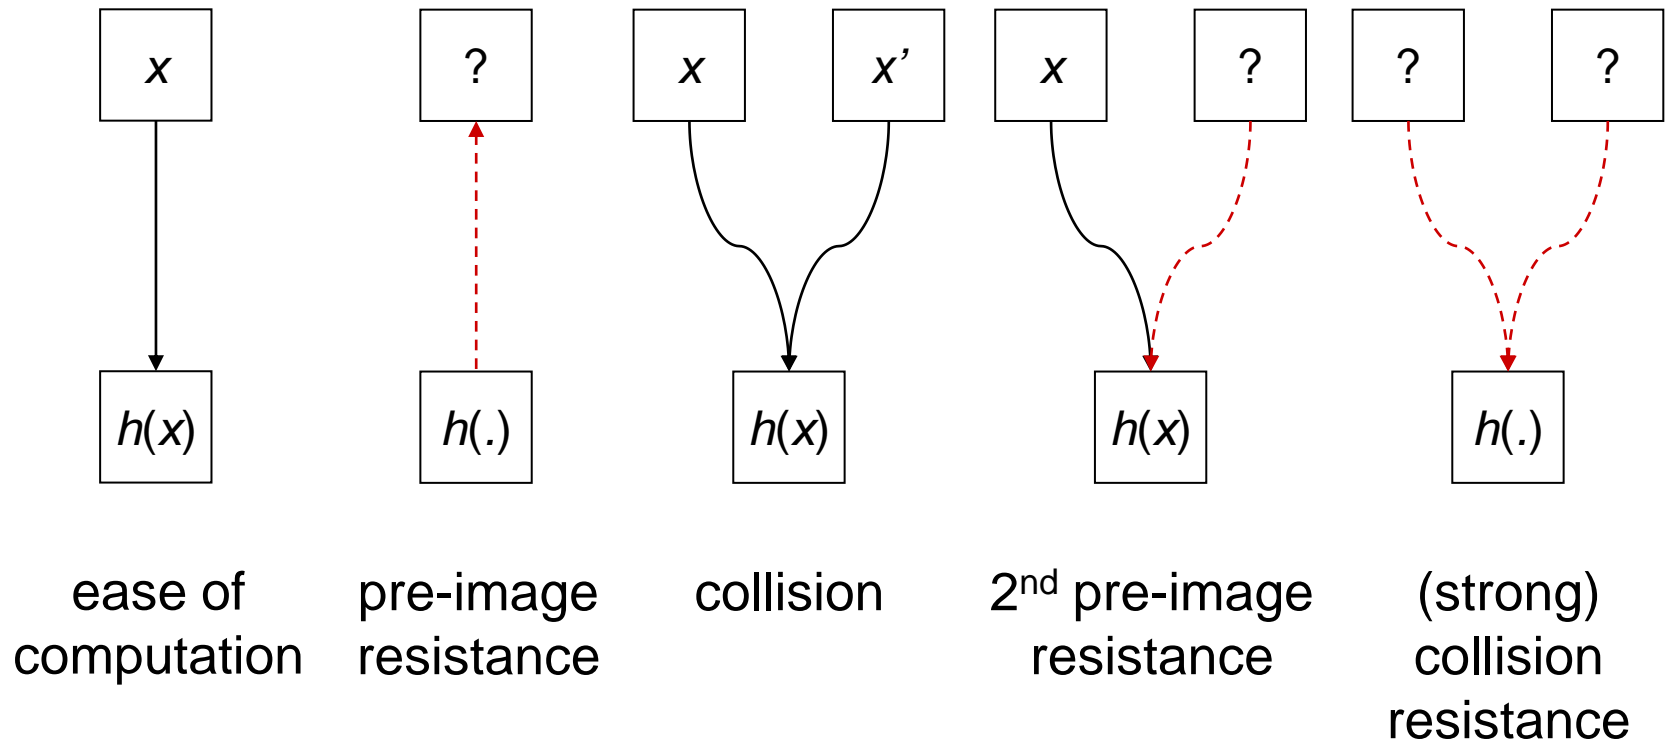 x ? x x’ x ? ? ?
h(x) h(.) h(x) h(x) h(.)
ease of
computation
pre-image
resistance
collision
2nd pre-image
resistance
(strong)
collision
resistance